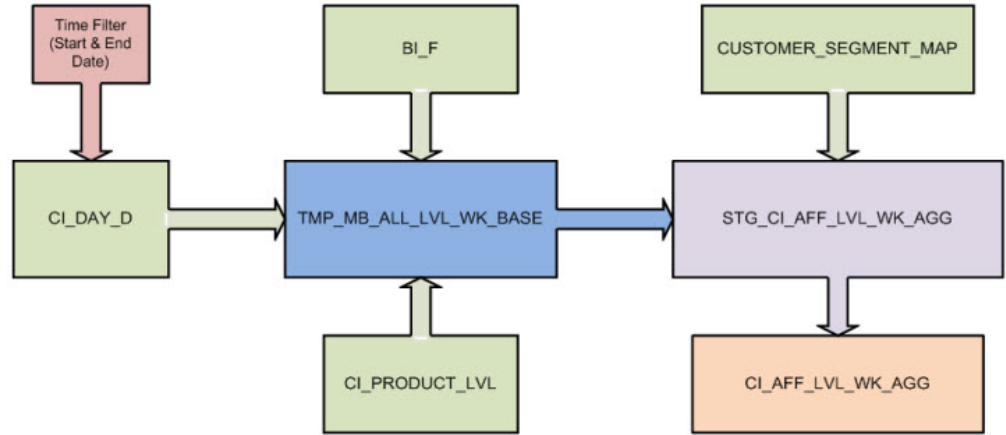 Time Filter
(Start & End
Date)
BI_F
CUSTOMER_SEGMENT_MAP
CI_DAY_D
TMP_MB_ALL_LVL_WK_BASE
STG_CI_AFF_LVL_WK_AGG
CI_PRODUCT_LVL
CI_AFF_LVL_WK_AGG